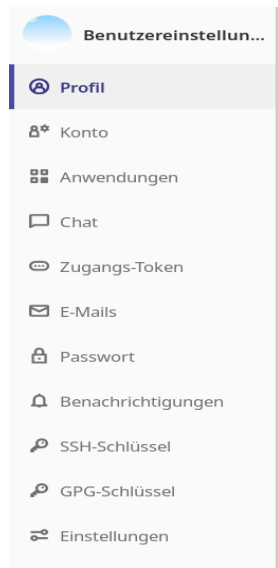 Benutzereinstellun...
Profil
Konto
Anwendungen
Chat
Zugangs-Token
E-Mails
Passwort
Benachrichtigungen
SSH-Schlüssel
GPG-Schlüssel
Einstellungen